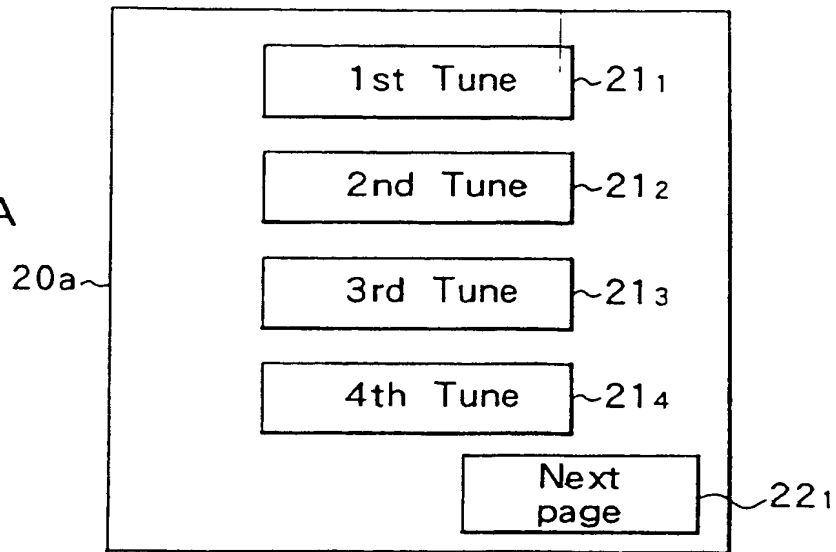 1st Tune 21₁
2nd Tune 21₂
A
20a
3rd Tune 21₃
4th Tune 21₄
Next
page
22₁